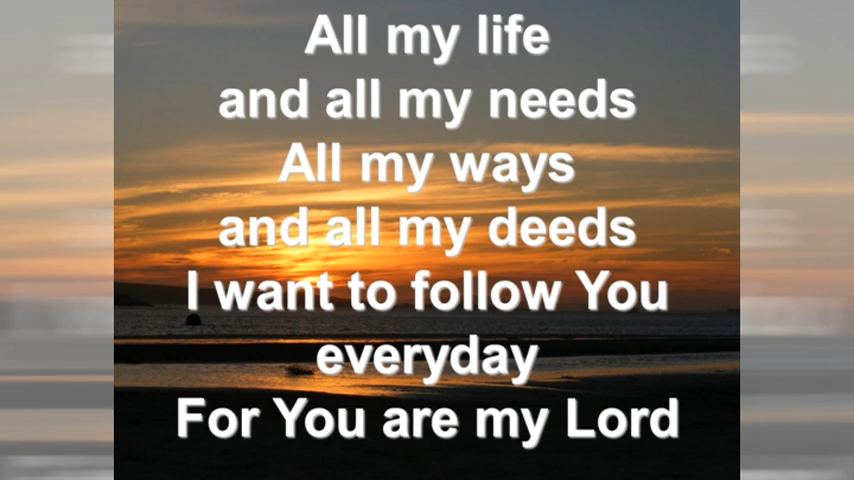 All my life
and all my needs
All my ways
and all my deeds
I want to follow You
everyday
For You are my Lord